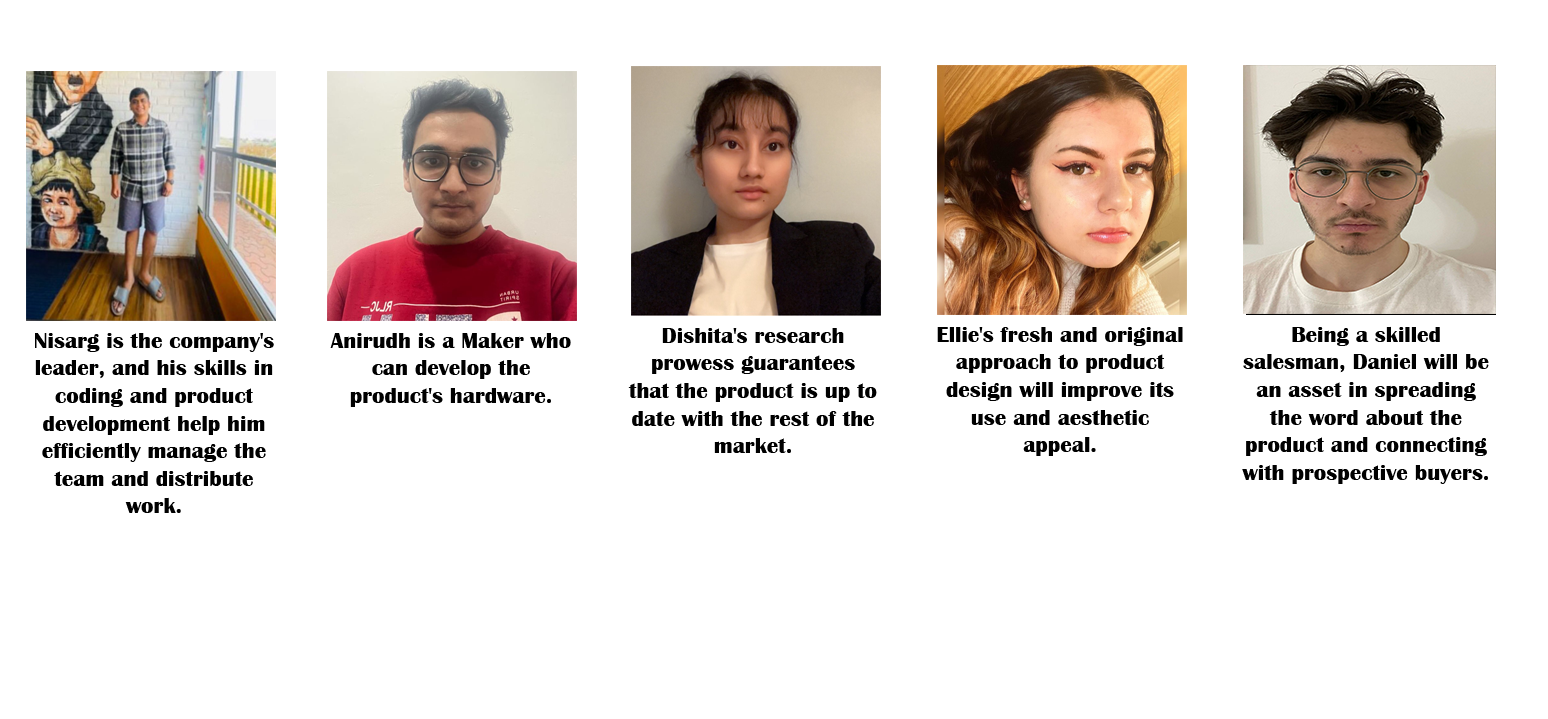 Nisarg is the company's
leader, and his skills in
coding and product
development help him
efficiently manage the
team and distribute
work.
Anirudh is a Maker who
can develop the
product's hardware.
Dishita's research
prowess guarantees
that the product is up to
date with the rest of the
market.
Ellie's fresh and original
approach to product
design will improve its
use and aesthetic
appeal.
Being a skilled
salesman, Daniel will be
an asset in spreading
the word about the
product and connecting
with prospective buyers.
URBAN
SPIRIT
RLJC